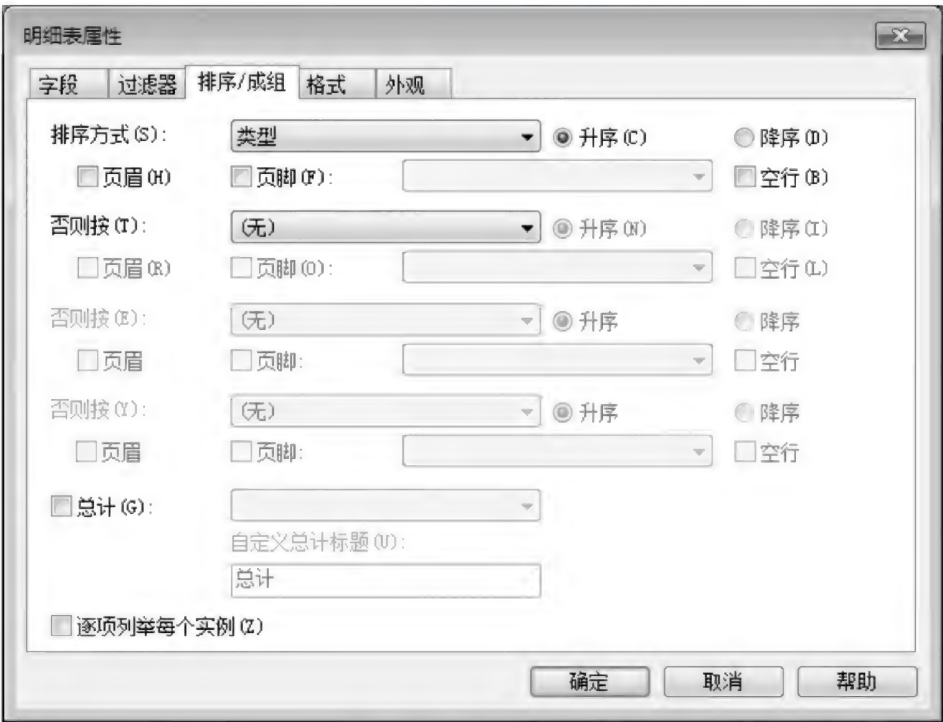 明细表属性
字段 过滤器 排序/成组 格式 外观
排序方式(S): 类型 升序(C) 降序(D)
页眉(H) 页脚(F): 空行(B)
否则按(T): (无) 升序(N) 降序(I)
页眉(R) 页脚(O): 空行(L)
否则按(E): (无) 升序 降序
页眉 页脚: 空行
否则按(Y): (无) 升序 降序
页眉 页脚: 空行
总计(G):
自定义总计标题(U):
总计
逐项列举每个实例(Z)
确定 取消 帮助